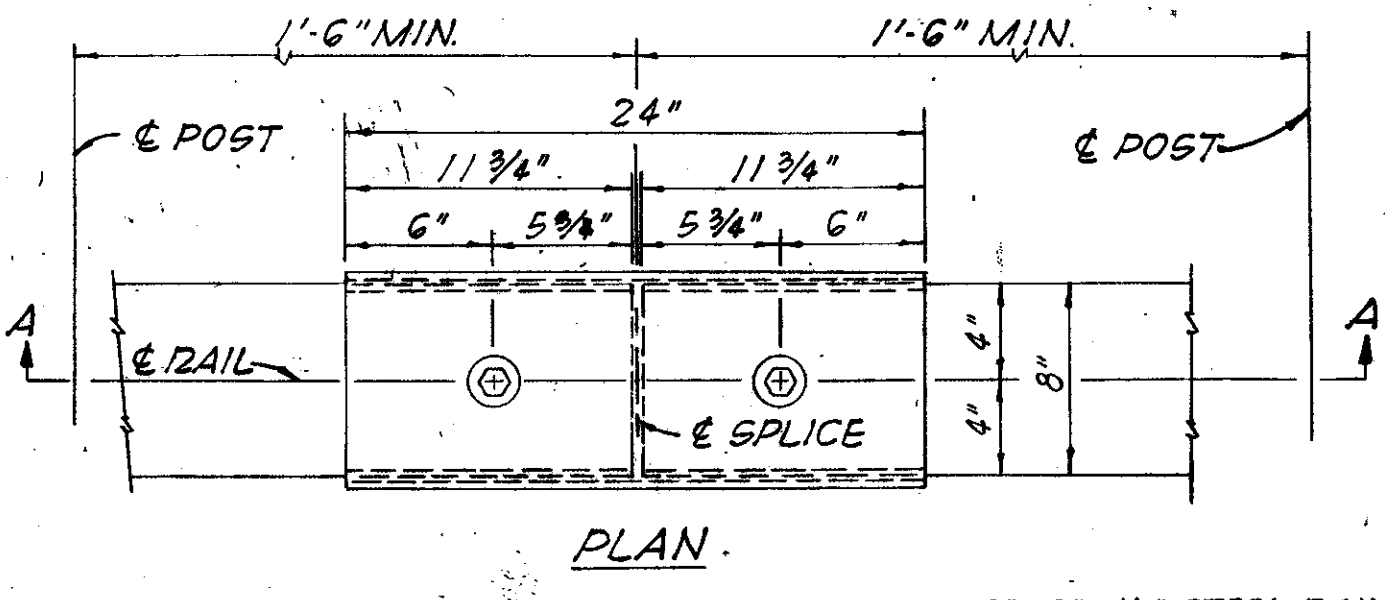 1'-6" MIN. 1'-6" MIN.
24"
℄ POST ℄ POST
11 3/4" 11 3/4"
6" 5 3/4" 5 3/4" 6"
A A
℄ RAIL 4" 8"
4"
℄ SPLICE
PLAN